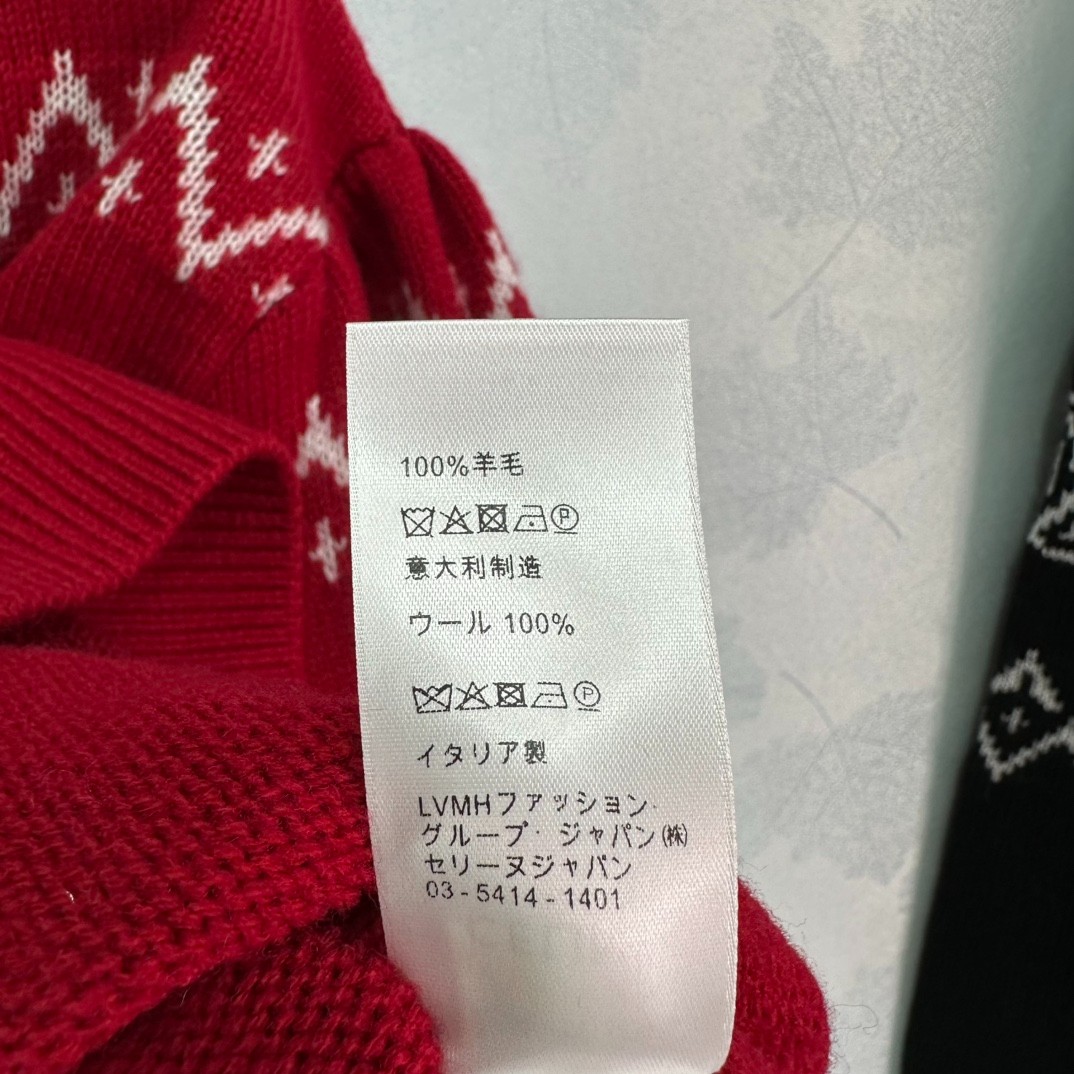 100%羊毛
意大利制造
ウール 100%
イタリア製
LVMHファッション・
グループ・ジャパン㈱
セリーヌジャパン
03-5414-1401